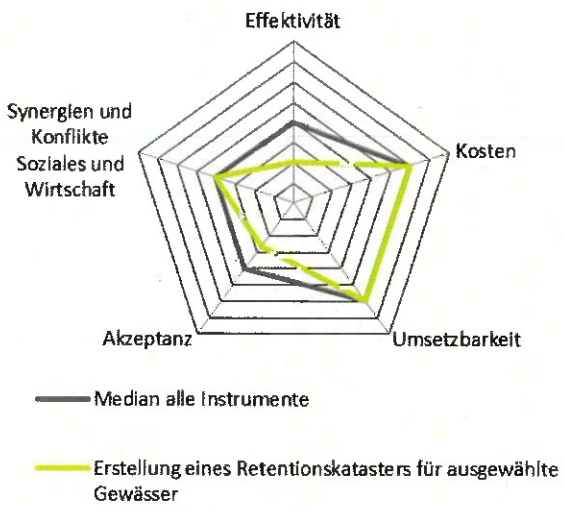 Effektivität
Synergien und
Konflikte
Soziales und
Wirtschaft
Kosten
Akzeptanz
Umsetzbarkeit
Median alle Instrumente
Erstellung eines Retentionskatasters für ausgewählte
Gewässer